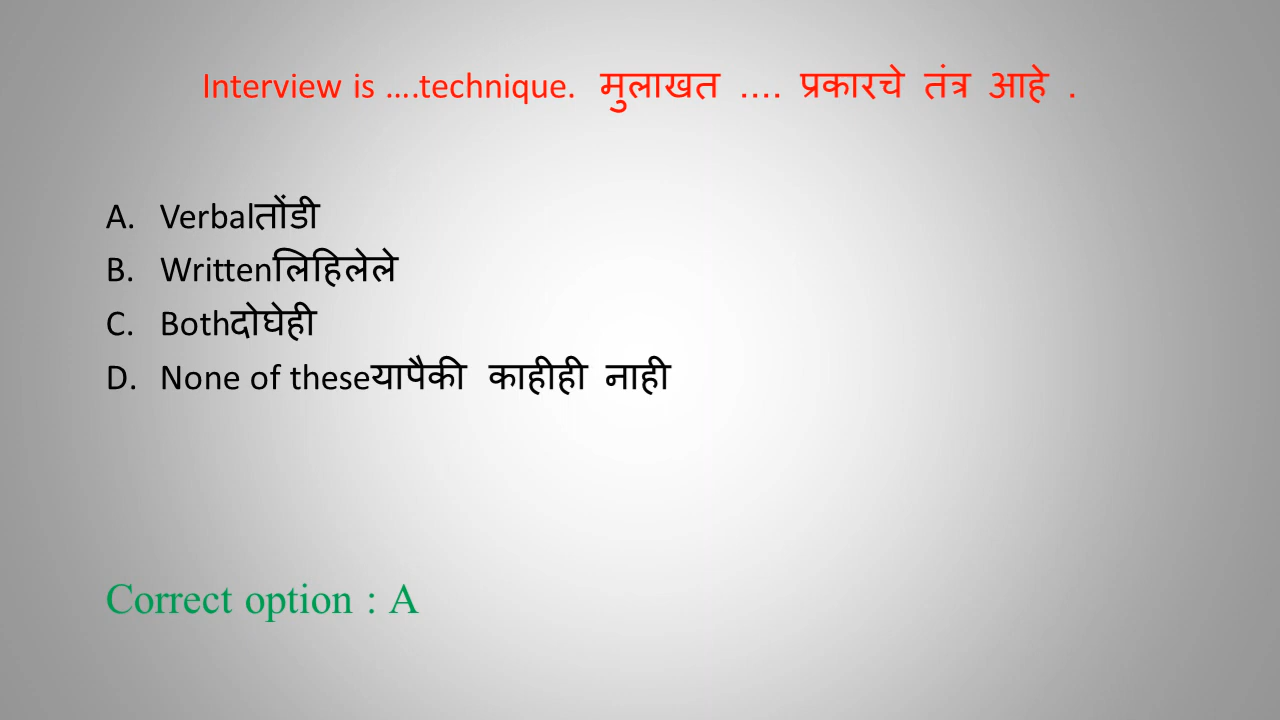 Interview is ....technique. मुलाखत .... प्रकारचे तंत्र आहे .
A. Verbalतोंडी
B. Writtenलिहिलेले
C. Bothदोघेही
D. None of theseयापैकी काहीही नाही
Correct option : A